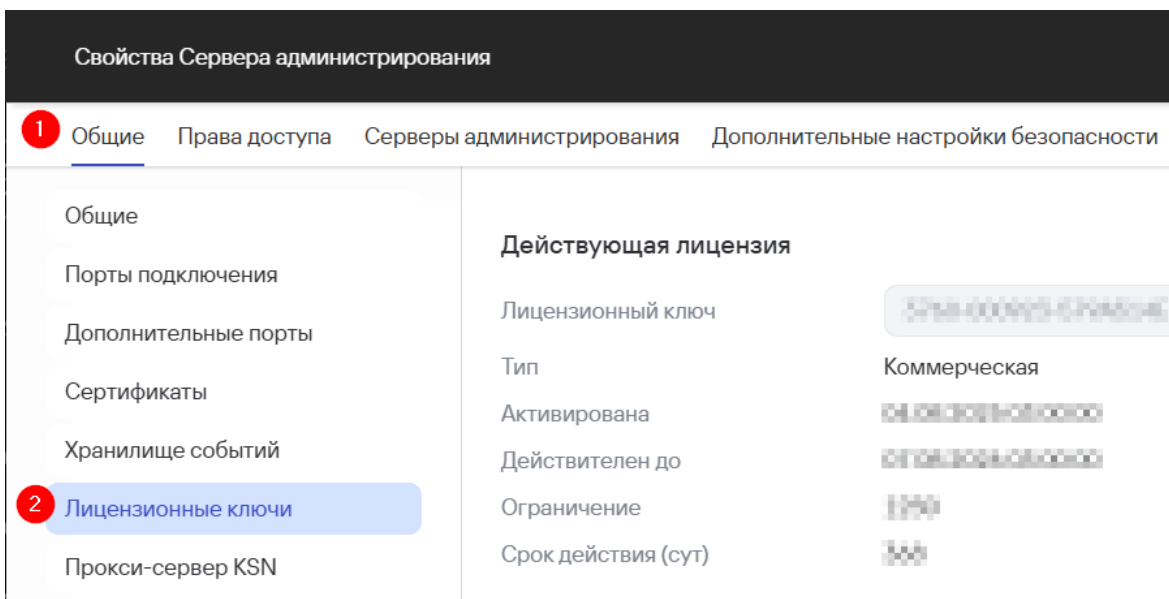 Свойства Сервера администрирования
1 Общие Права доступа Серверы администрирования Дополнительные настройки безопасности
Общие
Порты подключения
Дополнительные порты
Сертификаты
Хранилище событий
2 Лицензионные ключи
Прокси-сервер KSN
Действующая лицензия
Лицензионный ключ
Тип Коммерческая
Активирована
Действителен до
Ограничение
Срок действия (сут)